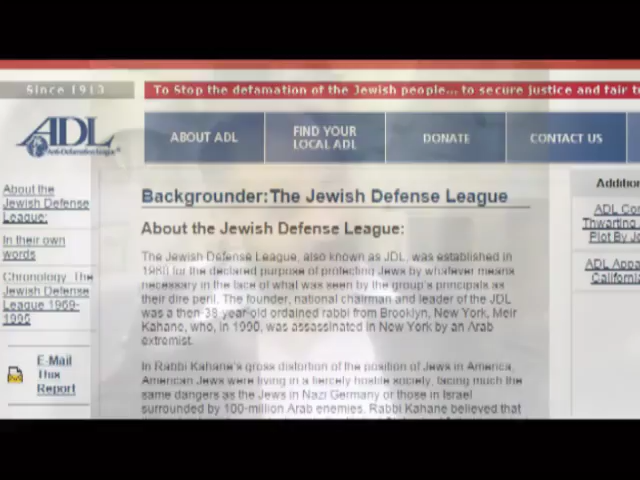 Since 1913
To Stop the defamation of the Jewish people... to secure justice and fair
ADL
Anti-Defamation League®
ABOUT ADL
FIND YOUR
LOCAL ADL
DONATE
CONTACT US
About the
Jewish Defense
League:
In their own
words
Chronology The
Jewish Defense
League 1969-
1995
E-Mail
This
Report
Backgrounder:The Jewish Defense League
About the Jewish Defense League:
The Jewish Defense League, also known as JDL, was established in
1968 for the declared purpose of protecting Jews by whatever means
necessary in the face of what was seen by the group's principals as
their dire peril. The founder, national chairman and leader of the JDL
was a then-38-year-old ordained rabbi from Brooklyn, New York, Meir
Kahane, who, in 1990, was assassinated in New York by an Arab
extremist.
In Rabbi Kahane's gross distortion of the position of Jews in America,
American Jews were living in a fiercely hostile society, facing much the
same dangers as the Jews in Nazi Germany or those in Israel
surrounded by 100-million Arab enemies. Rabbi Kahane believed that
Addition
ADL Co
Thwarting
Plot By J
ADL Appa
California